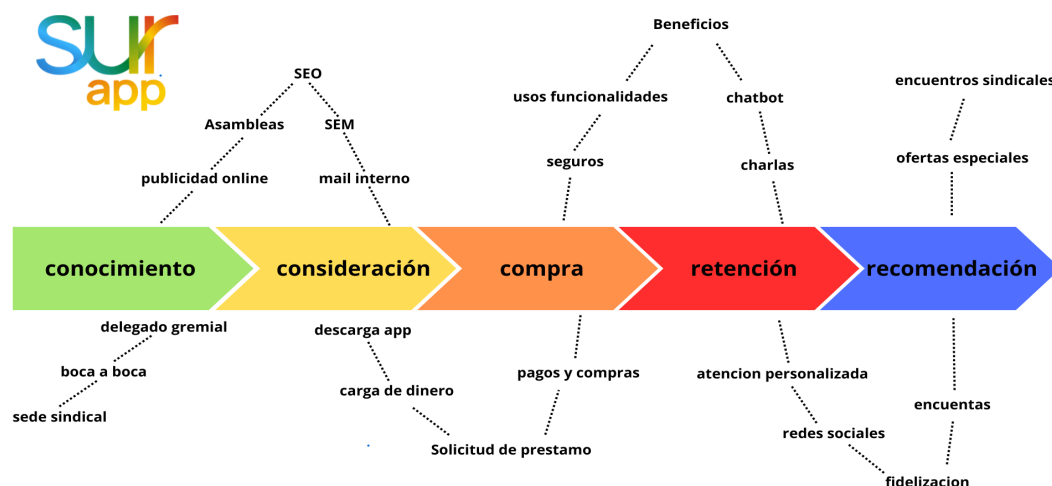 sur
app
Beneficios
SEO
encuentros sindicales
usos funcionalidades
chatbot
Asambleas
SEM
seguros
charlas
ofertas especiales
publicidad online
mail interno
conocimiento
consideración
compra
retención
recomendación
delegado gremial
descarga app
boca a boca
pagos y compras
atencion personalizada
carga de dinero
encuentas
sede sindical
redes sociales
Solicitud de prestamo
fidelizacion